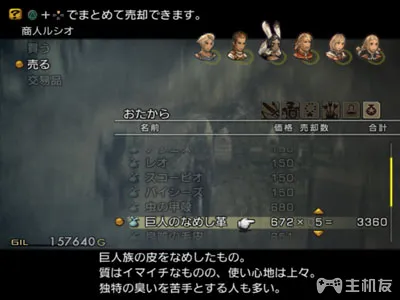 でまとめて売却できます。
商人ルシオ
買う
売る
交易品
おたから
名前 価格 売却数 合計
レオ 150
スコーピオ 150
パイシーズ 150
虫の甲殻 680
巨人のなめし革 672 × 5= 3360
GIL 157640 G
巨人族の皮をなめしたもの。
質はイマイチなものの、使い心地は上々。
独特の臭いを苦手とする人も多い。
主机友